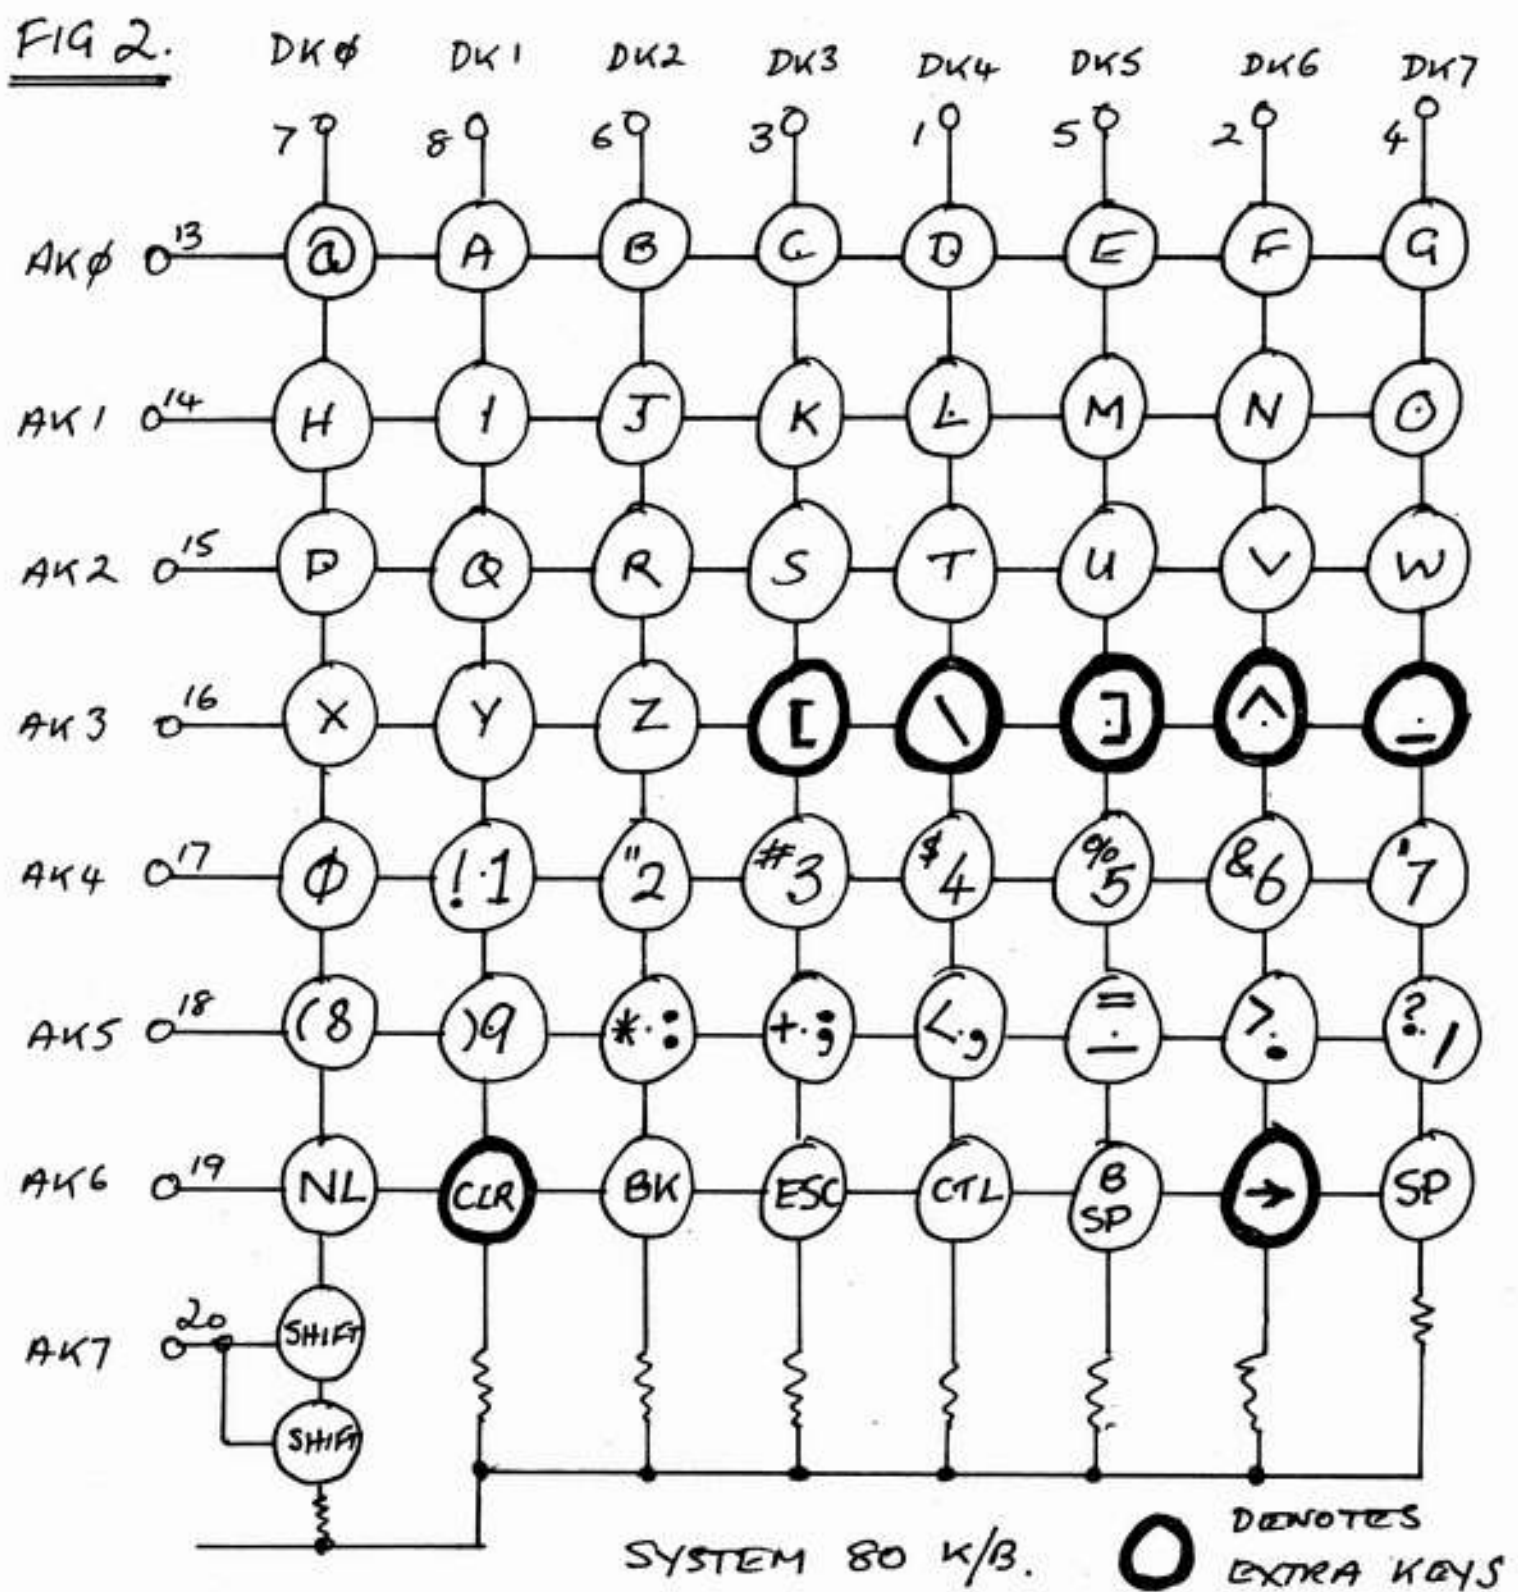 FIG 2.
DKØ DK1 DK2 DK3 DK4 DK5 DK6 DK7
7 8 6 3 1 5 2 4
AKØ 13 @ A B C D E F G
AK1 14 H I J K L M N O
AK2 15 P Q R S T U V W
AK3 16 X Y Z [ \ ] ^ _
AK4 17 Ø !1 "2 #3 $4 %5 &6 '7
AK5 18 (8 )9 *: +; <, =- >. ?/
AK6 19 NL CLR BK ESC CTL B SP → SP
AK7 20 SHIFT
SHIFT
SYSTEM 80 K/B.
DENOTES
EXTRA KEYS